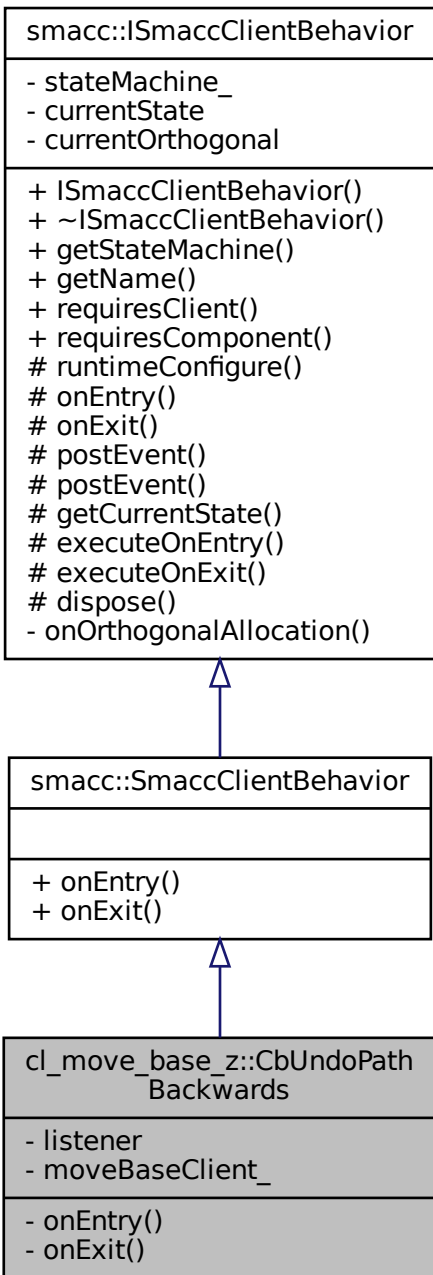 smacc::ISmaccClientBehavior
- stateMachine_
- currentState
- currentOrthogonal
+ ISmaccClientBehavior()
+ ~ISmaccClientBehavior()
+ getStateMachine()
+ getName()
+ requiresClient()
+ requiresComponent()
# runtimeConfigure()
# onEntry()
# onExit()
# postEvent()
# postEvent()
# getCurrentState()
# executeOnEntry()
# executeOnExit()
# dispose()
- onOrthogonalAllocation()
smacc::SmaccClientBehavior
+ onEntry()
+ onExit()
cl_move_base_z::CbUndoPath
Backwards
- listener
- moveBaseClient_
- onEntry()
- onExit()